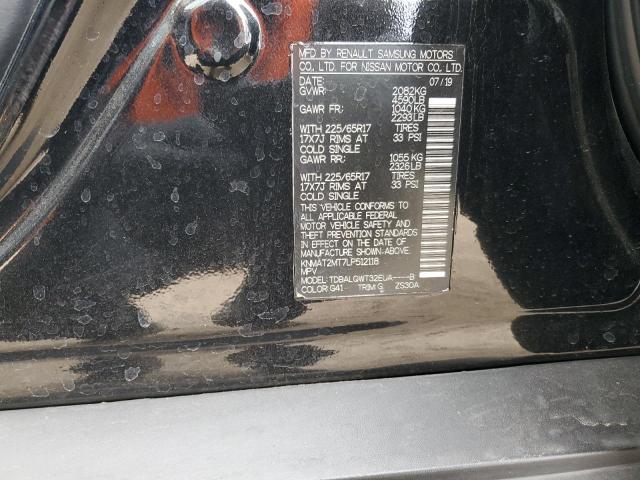 MFD BY RENAULT SAMSUNG MOTORS
CO., LTD. FOR NISSAN MOTOR CO., LTD.
DATE: 07/19
GVWR: 2082KG
4590LB
GAWR FR: 1040 KG
2293LB
WITH 225/65R17 TIRES
17X7J RIMS AT 33 PSI
COLD SINGLE
GAWR RR: 1055 KG
2326LB
WITH 225/65R17 TIRES
17X7J RIMS AT 33 PSI
COLD SINGLE
THIS VEHICLE CONFORMS TO
ALL APPLICABLE FEDERAL
MOTOR VEHICLE SAFETY AND
THEFT PREVENTION STANDARDS
IN EFFECT ON THE DATE OF
MANUFACTURE SHOWN-ABOVE.
KNMAT2MT7LP512118
MPV
MODEL: TDBALGWT32EUA----B
COLOR: G41 TRIM: G ZS30A